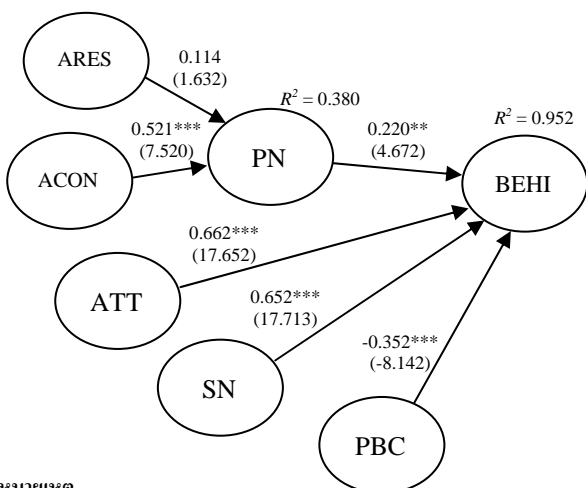 ARES
0.114
(1.632)
R² = 0.380
R² = 0.952
0.521***
(7.520)
PN
0.220**
(4.672)
ACON
BEHI
0.662***
(17.652)
ATT
0.652***
(17.713)
-0.352***
(-8.142)
SN
PBC